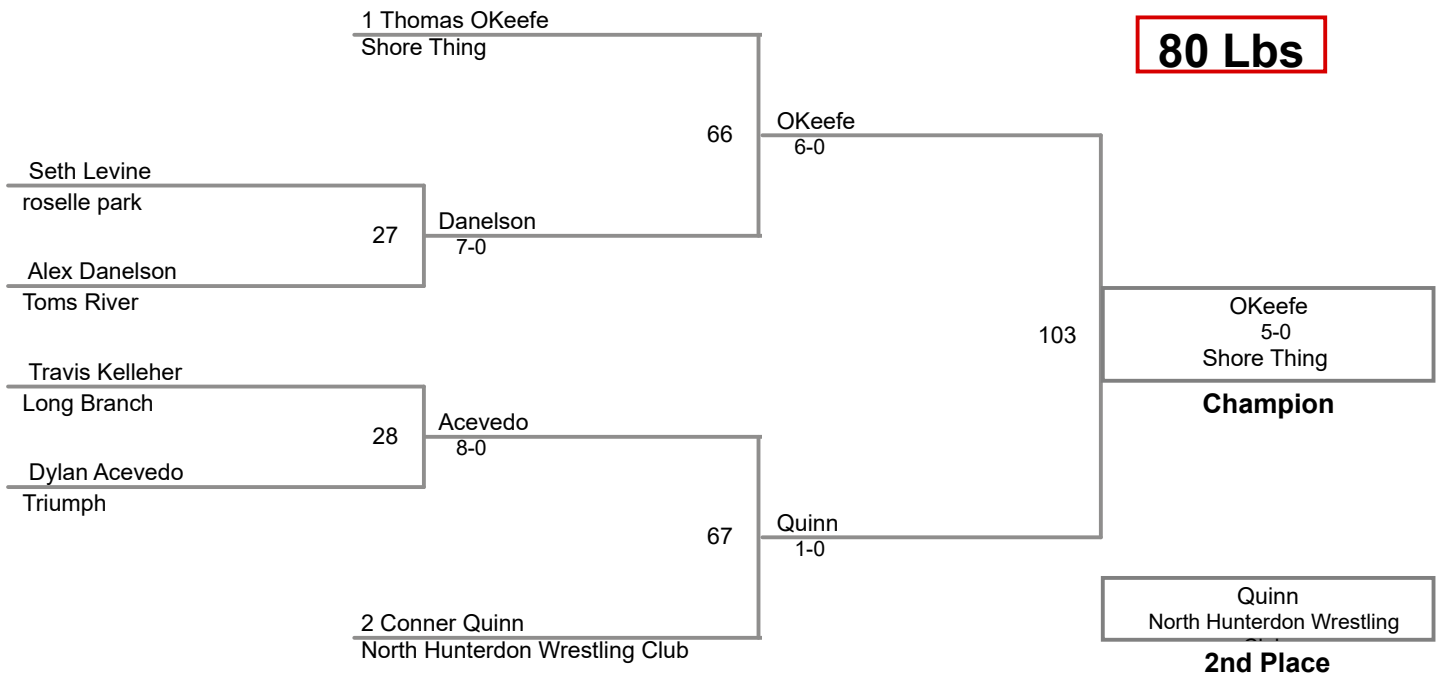 1 Thomas OKeefe
Shore Thing
80 Lbs
66
OKeefe
6-0
Seth Levine
roselle park
27
Danelson
7-0
Alex Danelson
Toms River
103
OKeefe
5-0
Shore Thing
Champion
Travis Kelleher
Long Branch
28
Acevedo
8-0
Dylan Acevedo
Triumph
67
Quinn
1-0
2 Conner Quinn
North Hunterdon Wrestling Club
Quinn
North Hunterdon Wrestling
2nd Place